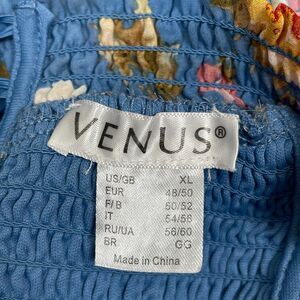 VENUS®
US/GB XL
EUR 48/50
F/B 50/52
IT 54/56
RU/UA 56/60
BR GG
Made in China